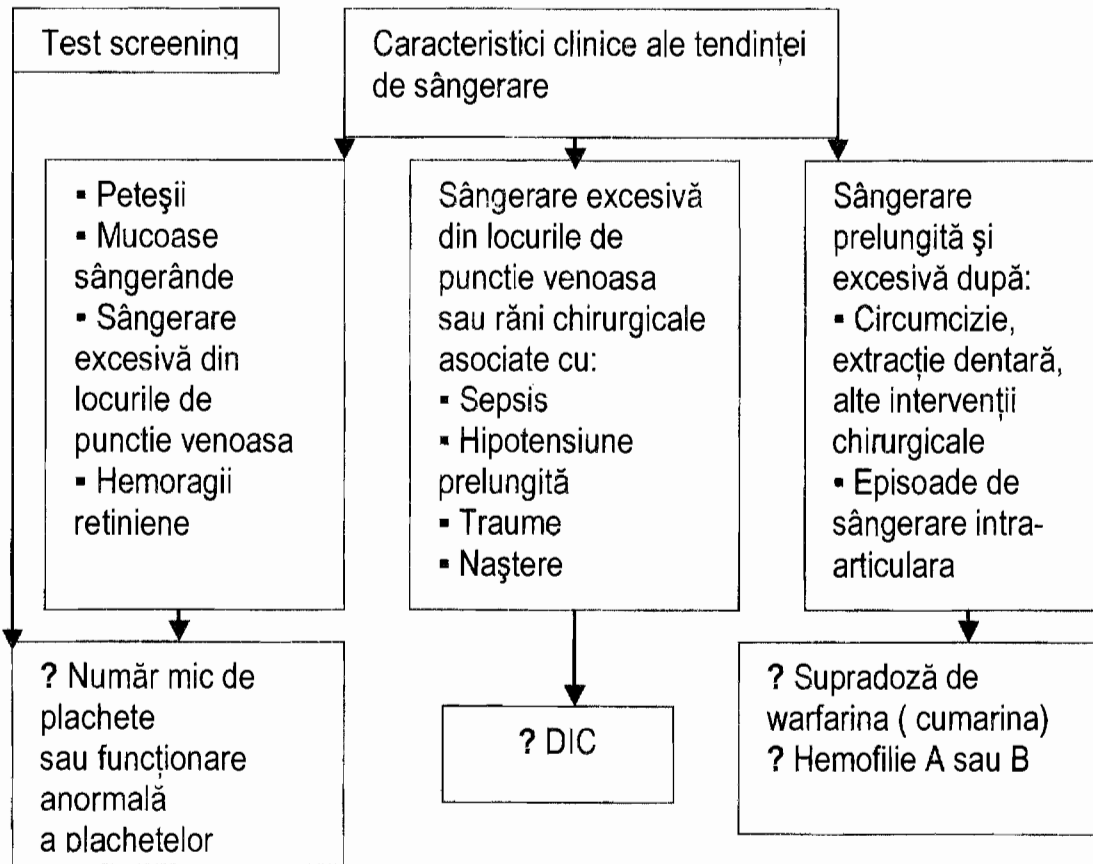 Test screening
Caracteristici clinice ale tendinței
de sângerare
▪ Peteşii
▪ Mucoase
sângerânde
▪ Sângerare
excesivă din
locurile de
punctie venoasa
▪ Hemoragii
retiniene
Sângerare excesivă
din locurile de
punctie venoasa
sau răni chirurgicale
asociate cu:
▪ Sepsis
▪ Hipotensiune
prelungită
▪ Traume
▪ Naştere
Sângerare
prelungită şi
excesivă după:
▪ Circumcizie,
extracție dentară,
alte intervenții
chirurgicale
▪ Episoade de
sângerare intra-
articulara
? Număr mic de
plachete
sau funcționare
anormală
a plachetelor
? DIC
? Supradoză de
warfarina ( cumarina)
? Hemofilie A sau B